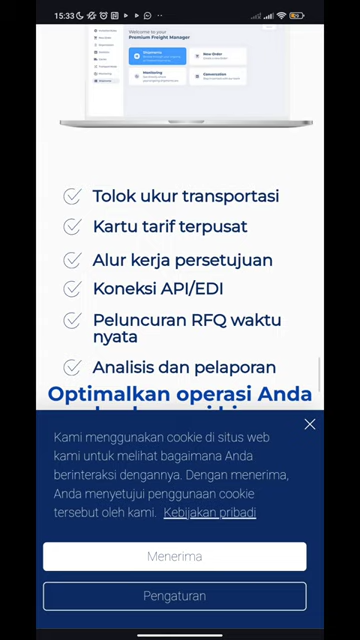 15:33
Welcome to your
Premium Freight Manager
Shipments
New Order
Monitoring
Conversation
Tolok ukur transportasi
Kartu tarif terpusat
Alur kerja persetujuan
Koneksi API/EDI
Peluncuran RFQ waktu
nyata
Analisis dan pelaporan
Optimalkan operasi Anda
Kami menggunakan cookie di situs web
kami untuk melihat bagaimana Anda
berinteraksi dengannya. Dengan menerima,
Anda menyetujui penggunaan cookie
tersebut oleh kami. Kebijakan pribadi
Menerima
Pengaturan